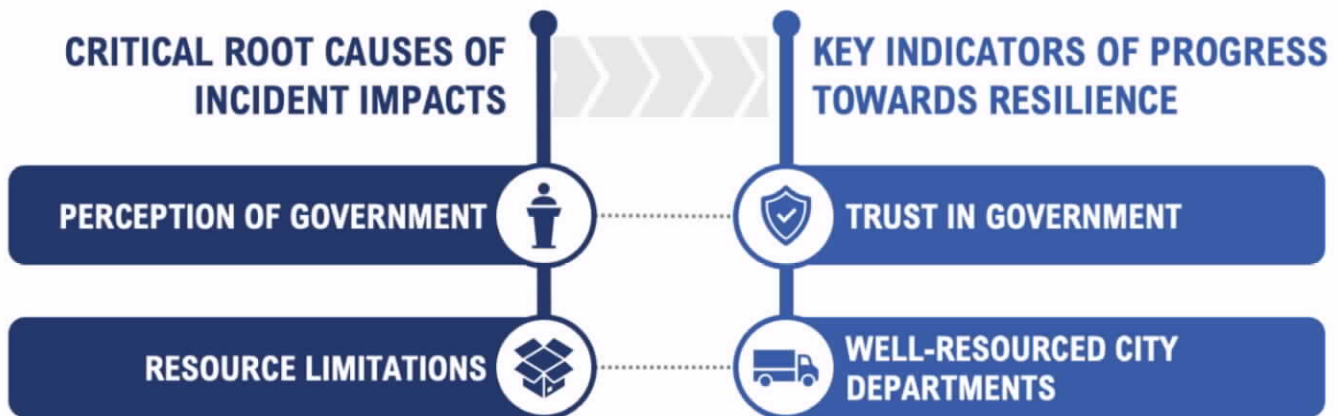 CRITICAL ROOT CAUSES OF
INCIDENT IMPACTS
KEY INDICATORS OF PROGRESS
TOWARDS RESILIENCE
PERCEPTION OF GOVERNMENT
TRUST IN GOVERNMENT
RESOURCE LIMITATIONS
WELL-RESOURCED CITY
DEPARTMENTS